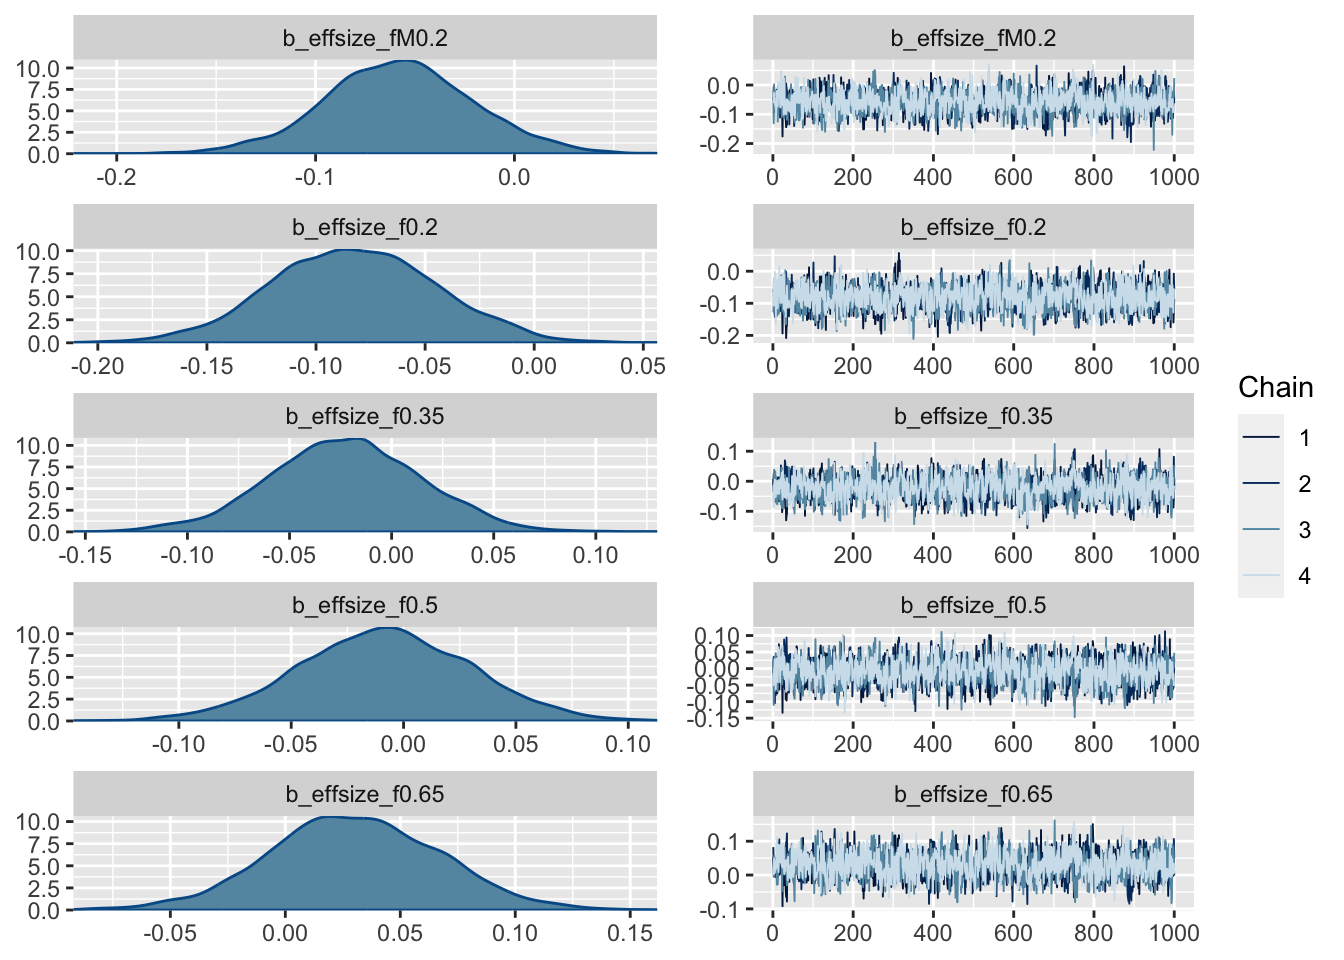 b_effsize_fM0.2
10.0
7.5
5.0
2.5
0.0
-0.2 -0.1 0.0
b_effsize_fM0.2
0.0
-0.1
-0.2
0 200 400 600 800 1000
b_effsize_f0.2
10.0
7.5
5.0
2.5
0.0
-0.20 -0.15 -0.10 -0.05 0.00 0.05
b_effsize_f0.2
0.0
-0.1
-0.2
0 200 400 600 800 1000
b_effsize_f0.35
10.0
7.5
5.0
2.5
0.0
-0.15 -0.10 -0.05 0.00 0.05 0.10
b_effsize_f0.35
0.1
0.0
-0.1
0 200 400 600 800 1000
b_effsize_f0.5
10.0
7.5
5.0
2.5
0.0
-0.10 -0.05 0.00 0.05 0.10
b_effsize_f0.5
0.10
0.05
0.00
-0.05
-0.10
-0.15
0 200 400 600 800 1000
b_effsize_f0.65
10.0
7.5
5.0
2.5
0.0
-0.05 0.00 0.05 0.10 0.15
b_effsize_f0.65
0.1
0.0
-0.1
0 200 400 600 800 1000
Chain
1
2
3
4